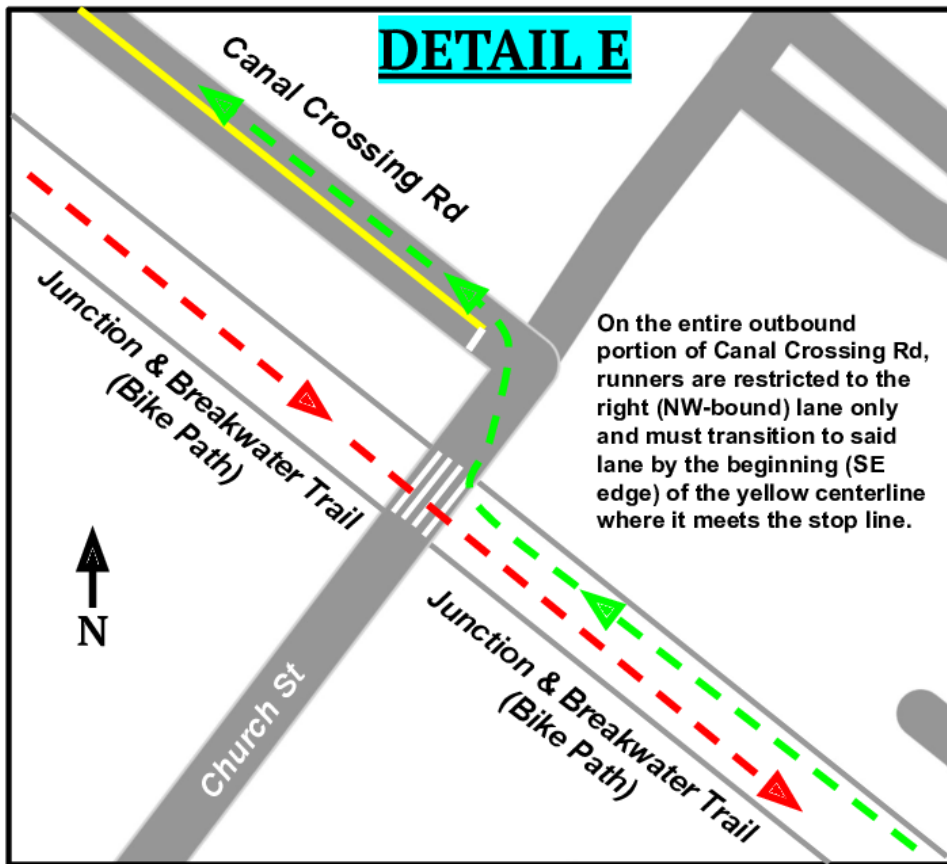 DETAIL E
Canal Crossing Rd
Junction & Breakwater Trail
(Bike Path)
On the entire outbound
portion of Canal Crossing Rd,
runners are restricted to the
right (NW-bound) lane only
and must transition to said
lane by the beginning (SE
edge) of the yellow centerline
where it meets the stop line.
N
Junction & Breakwater Trail
(Bike Path)
Church St